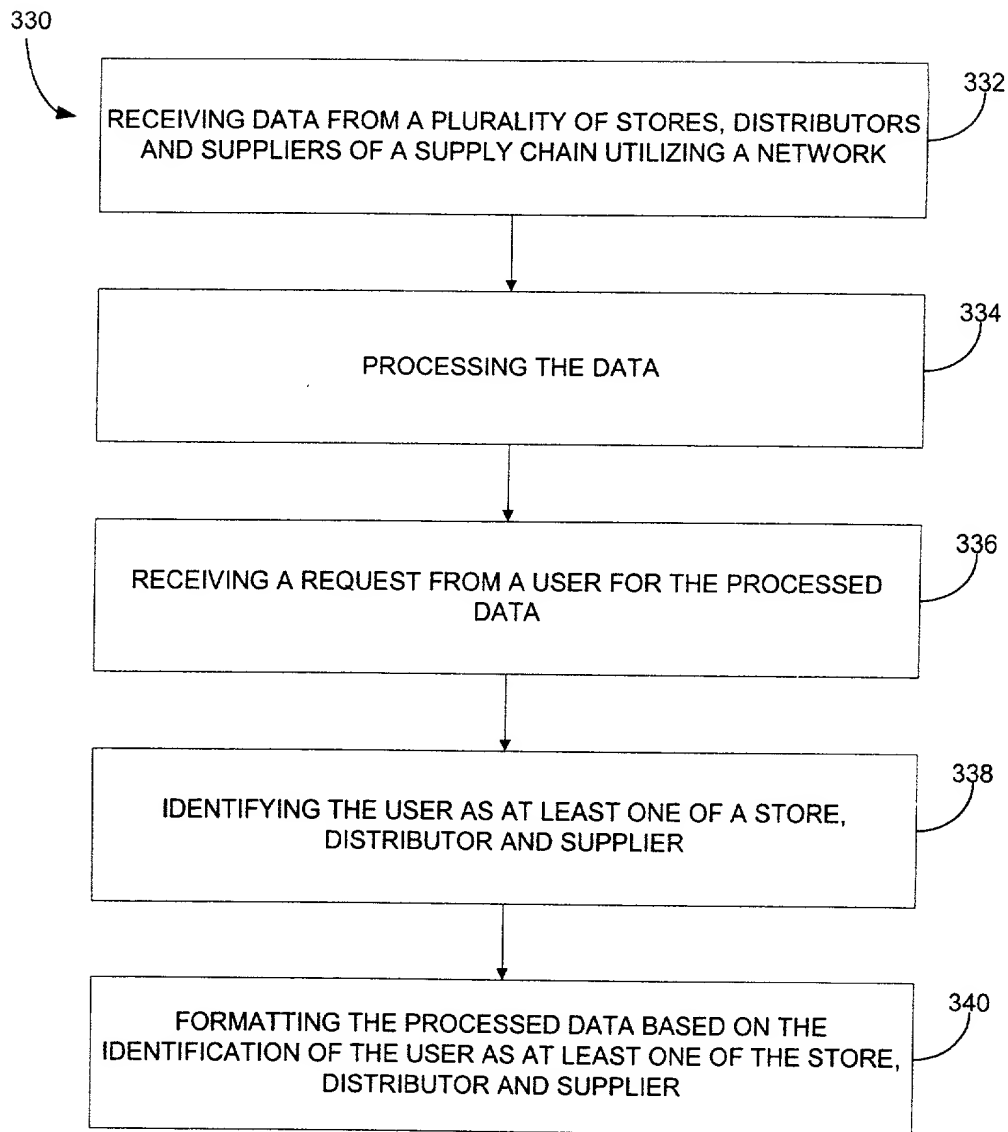 330
332
RECEIVING DATA FROM A PLURALITY OF STORES, DISTRIBUTORS
AND SUPPLIERS OF A SUPPLY CHAIN UTILIZING A NETWORK
334
PROCESSING THE DATA
336
RECEIVING A REQUEST FROM A USER FOR THE PROCESSED
DATA
338
IDENTIFYING THE USER AS AT LEAST ONE OF A STORE,
DISTRIBUTOR AND SUPPLIER
340
FORMATTING THE PROCESSED DATA BASED ON THE
IDENTIFICATION OF THE USER AS AT LEAST ONE OF THE STORE,
DISTRIBUTOR AND SUPPLIER